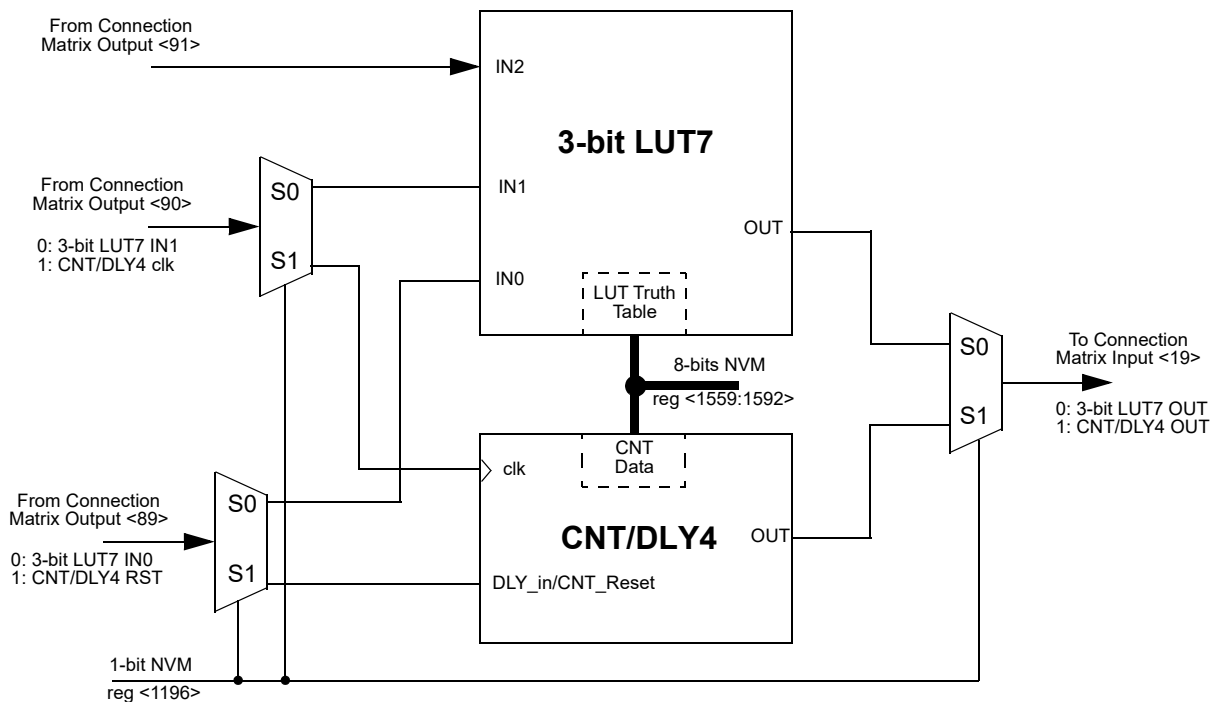 From Connection
Matrix Output <91>
IN2
3-bit LUT7
From Connection
Matrix Output <90>
S0
IN1
0: 3-bit LUT7 IN1
1: CNT/DLY4 clk
S1
OUT
IN0
LUT Truth
Table
8-bits NVM
reg <1559:1592>
S0
S1
To Connection
Matrix Input <19>
0: 3-bit LUT7 OUT
1: CNT/DLY4 OUT
CNT
Data
clk
From Connection
Matrix Output <89>
S0
CNT/DLY4
OUT
0: 3-bit LUT7 IN0
1: CNT/DLY4 RST
S1
DLY_in/CNT_Reset
1-bit NVM
reg <1196>